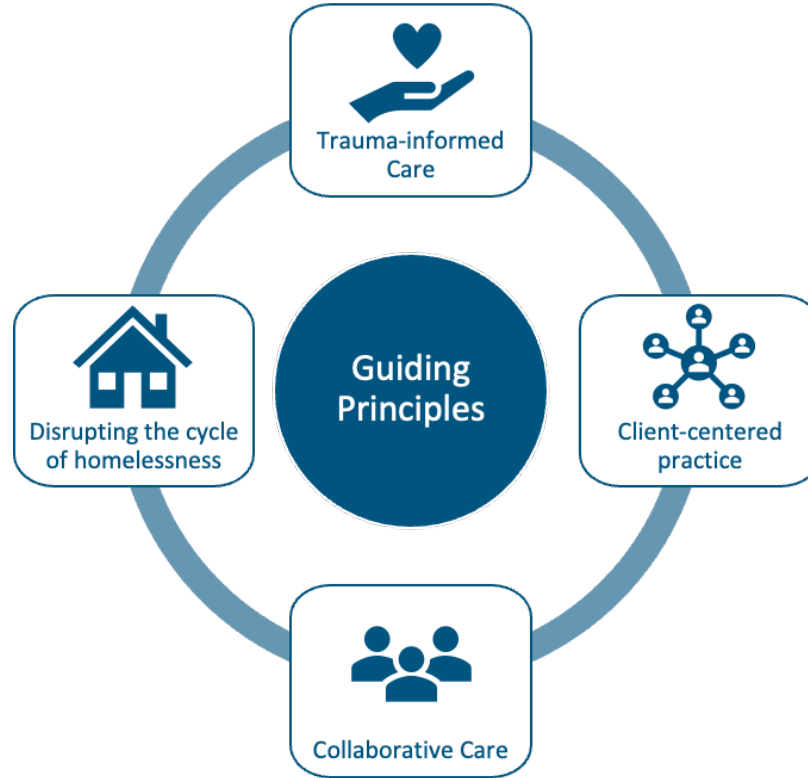 Trauma-informed
Care
Guiding
Principles
Disrupting the cycle
of homelessness
Client-centered
practice
Collaborative Care